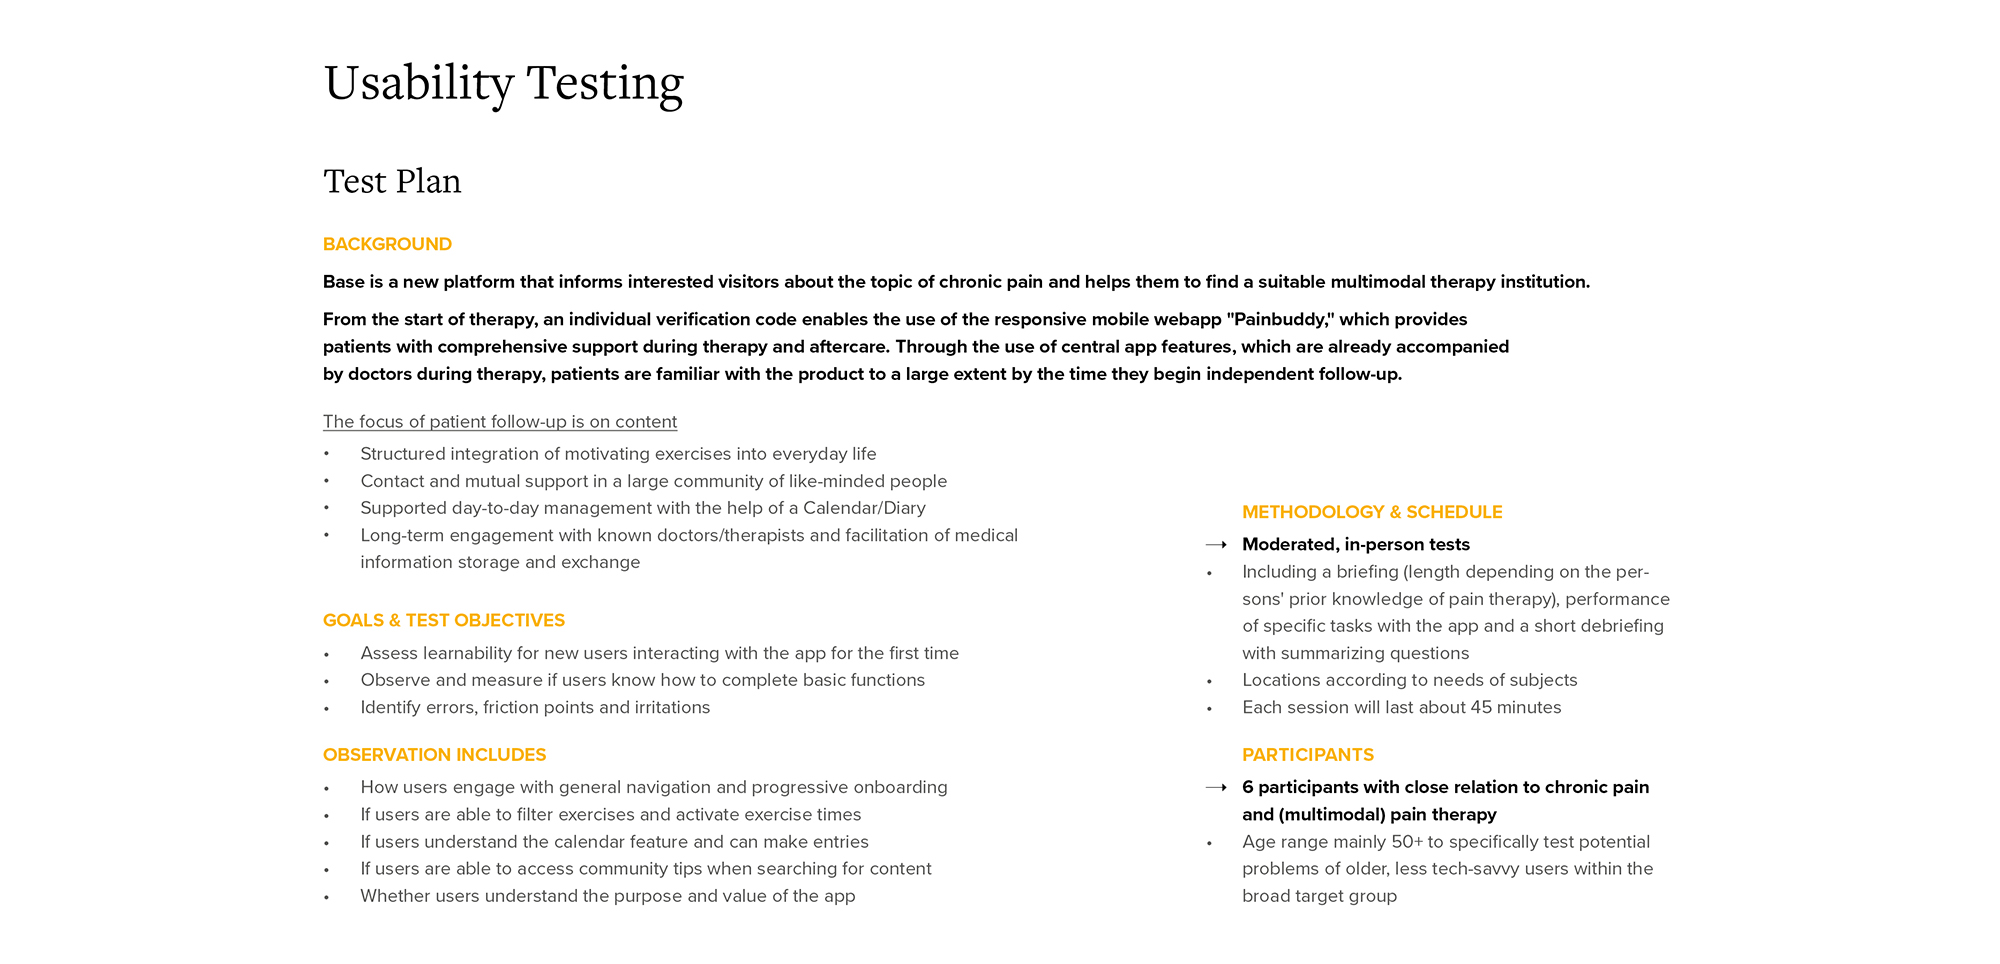 Usability Testing
Test Plan
BACKGROUND
Base is a new platform that informs interested visitors about the topic of chronic pain and helps them to find a suitable multimodal therapy institution.
From the start of therapy, an individual verification code enables the use of the responsive mobile webapp "Painbuddy," which provides
patients with comprehensive support during therapy and aftercare. Through the use of central app features, which are already accompanied
by doctors during therapy, patients are familiar with the product to a large extent by the time they begin independent follow-up.
The focus of patient follow-up is on content
• Structured integration of motivating exercises into everyday life
• Contact and mutual support in a large community of like-minded people
• Supported day-to-day management with the help of a Calendar/Diary
• Long-term engagement with known doctors/therapists and facilitation of medical
information storage and exchange
GOALS & TEST OBJECTIVES
• Assess learnability for new users interacting with the app for the first time
• Observe and measure if users know how to complete basic functions
• Identify errors, friction points and irritations
OBSERVATION INCLUDES
• How users engage with general navigation and progressive onboarding
• If users are able to filter exercises and activate exercise times
• If users understand the calendar feature and can make entries
• If users are able to access community tips when searching for content
• Whether users understand the purpose and value of the app
METHODOLOGY & SCHEDULE
→ Moderated, in-person tests
• Including a briefing (length depending on the per-
sons' prior knowledge of pain therapy), performance
of specific tasks with the app and a short debriefing
with summarizing questions
• Locations according to needs of subjects
• Each session will last about 45 minutes
PARTICIPANTS
→ 6 participants with close relation to chronic pain
and (multimodal) pain therapy
• Age range mainly 50+ to specifically test potential
problems of older, less tech-savvy users within the
broad target group